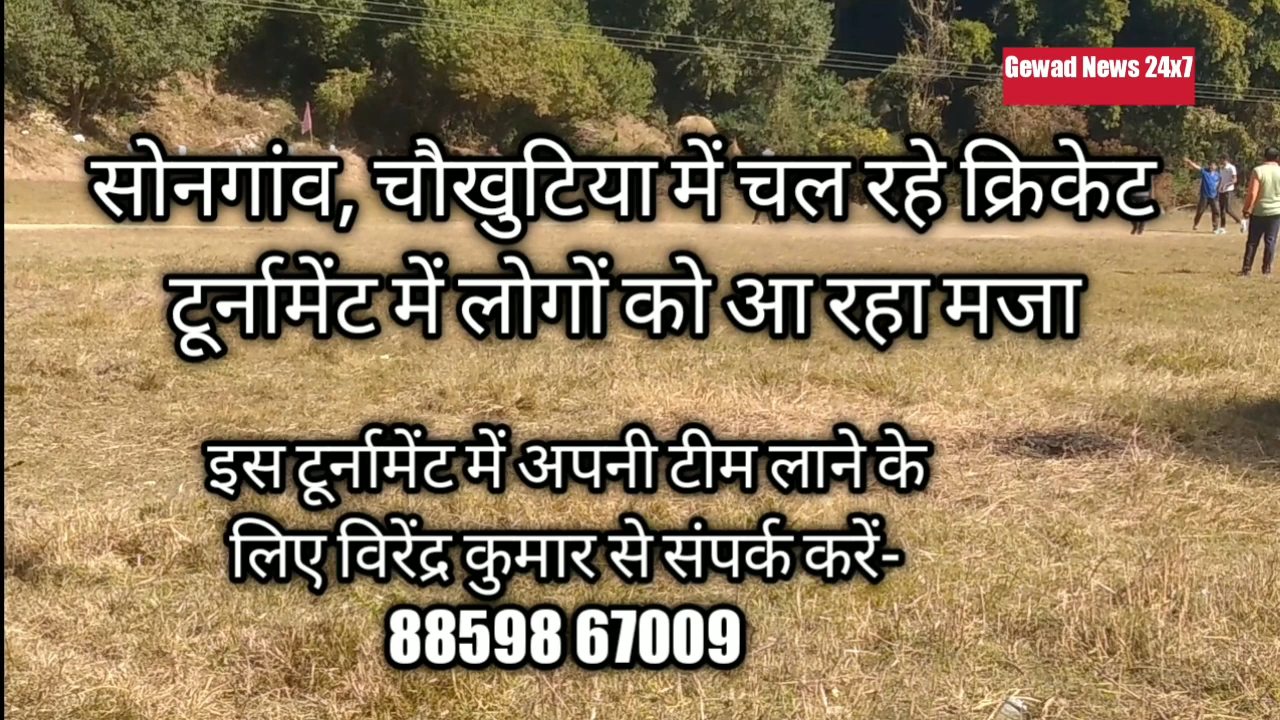 Gewad News 24x7
सोनगांव, चौखुटिया में चल रहे क्रिकेट
टूर्नामेंट में लोगों को आ रहा मजा
इस टूर्नामेंट में अपनी टीम लाने के
लिए विरेंद्र कुमार से संपर्क करें-
88598 67009